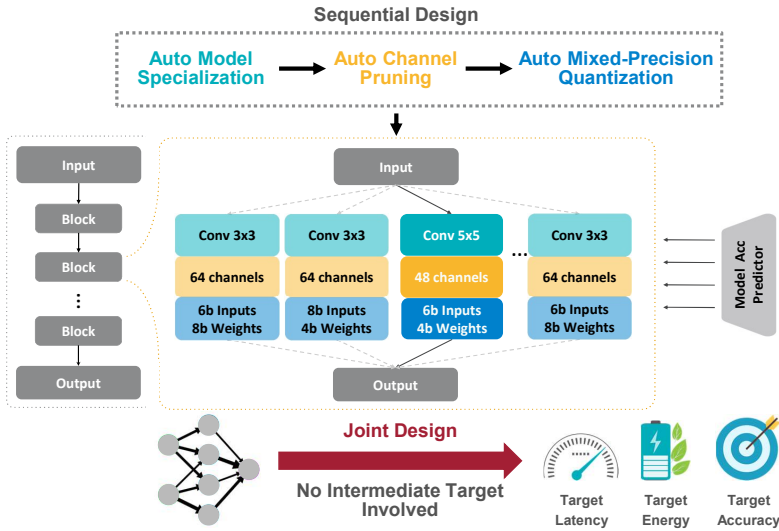 Sequential Design
Auto Model
Specialization
Auto Channel
Pruning
Auto Mixed-Precision
Quantization
Input
Block
Block
Block
Output
Input
Conv 3x3
64 channels
6b Inputs
8b Weights
Conv 3x3
64 channels
8b Inputs
4b Weights
Conv 5x5
48 channels
6b Inputs
4b Weights
...
Conv 3x3
64 channels
6b Inputs
8b Weights
Output
Model Acc
Predictor
Joint Design
No Intermediate Target
Involved
Target
Latency
Target
Energy
Target
Accuracy